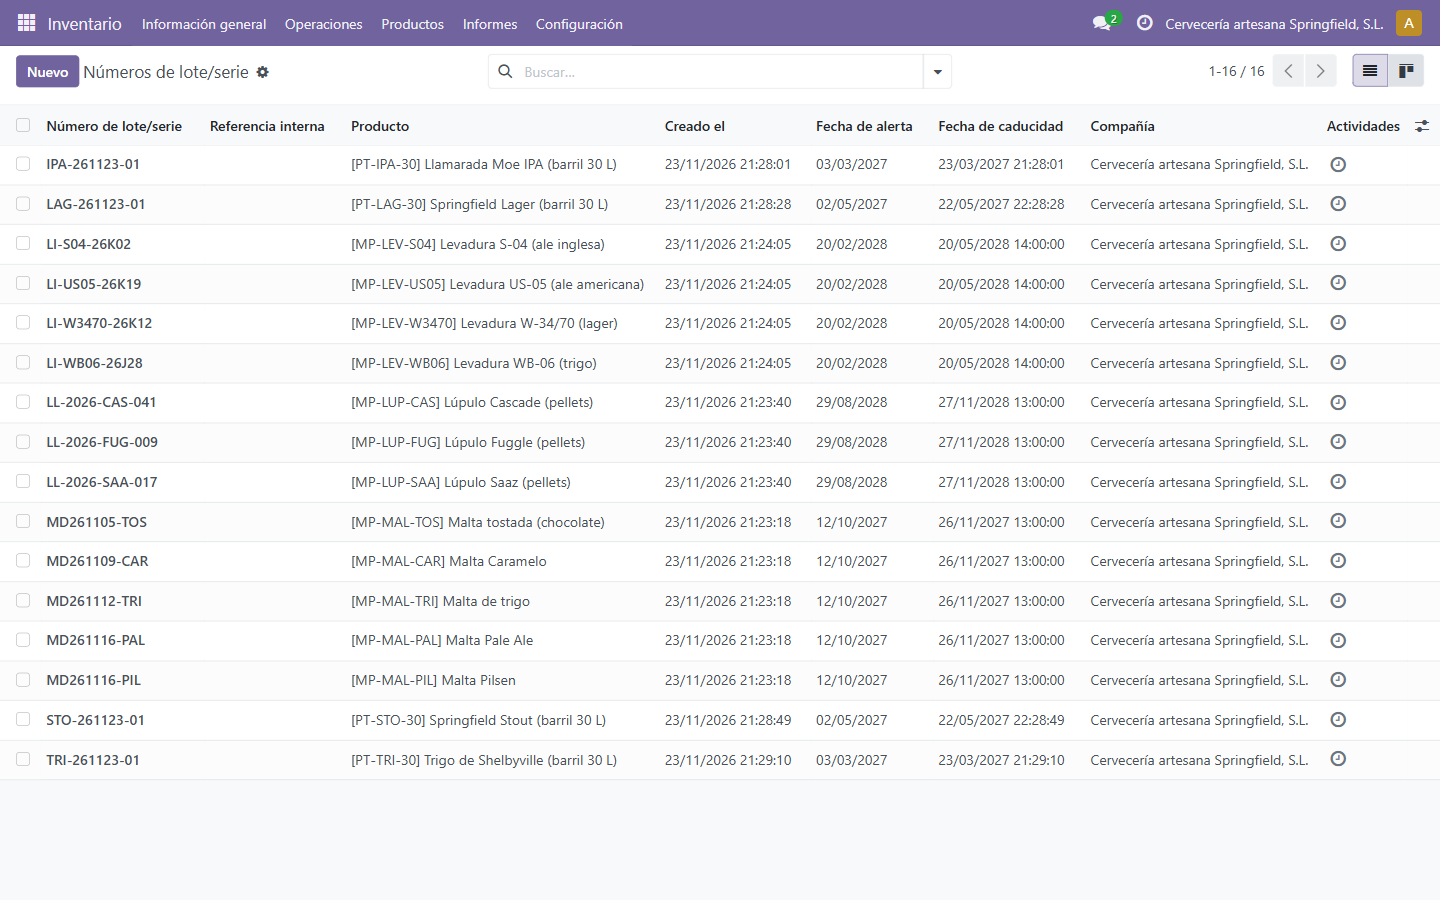 Inventario Información general Operaciones Productos Informes Configuración 2 Cervecería artesana Springfield, S.L. A
Nuevo Números de lote/serie Buscar... 1-16 / 16
Número de lote/serie Referencia interna Producto Creado el Fecha de alerta Fecha de caducidad Compañía Actividades
IPA-261123-01 [PT-IPA-30] Llamarada Moe IPA (barril 30 L) 23/11/2026 21:28:01 03/03/2027 23/03/2027 21:28:01 Cervecería artesana Springfield, S.L.
LAG-261123-01 [PT-LAG-30] Springfield Lager (barril 30 L) 23/11/2026 21:28:28 02/05/2027 22/05/2027 22:28:28 Cervecería artesana Springfield, S.L.
LI-S04-26K02 [MP-LEV-S04] Levadura S-04 (ale inglesa) 23/11/2026 21:24:05 20/02/2028 20/05/2028 14:00:00 Cervecería artesana Springfield, S.L.
LI-US05-26K19 [MP-LEV-US05] Levadura US-05 (ale americana) 23/11/2026 21:24:05 20/02/2028 20/05/2028 14:00:00 Cervecería artesana Springfield, S.L.
LI-W3470-26K12 [MP-LEV-W3470] Levadura W-34/70 (lager) 23/11/2026 21:24:05 20/02/2028 20/05/2028 14:00:00 Cervecería artesana Springfield, S.L.
LI-WB06-26J28 [MP-LEV-WB06] Levadura WB-06 (trigo) 23/11/2026 21:24:05 20/02/2028 20/05/2028 14:00:00 Cervecería artesana Springfield, S.L.
LL-2026-CAS-041 [MP-LUP-CAS] Lúpulo Cascade (pellets) 23/11/2026 21:23:40 29/08/2028 27/11/2028 13:00:00 Cervecería artesana Springfield, S.L.
LL-2026-FUG-009 [MP-LUP-FUG] Lúpulo Fuggle (pellets) 23/11/2026 21:23:40 29/08/2028 27/11/2028 13:00:00 Cervecería artesana Springfield, S.L.
LL-2026-SAA-017 [MP-LUP-SAA] Lúpulo Saaz (pellets) 23/11/2026 21:23:40 29/08/2028 27/11/2028 13:00:00 Cervecería artesana Springfield, S.L.
MD261105-TOS [MP-MAL-TOS] Malta tostada (chocolate) 23/11/2026 21:23:18 12/10/2027 26/11/2027 13:00:00 Cervecería artesana Springfield, S.L.
MD261109-CAR [MP-MAL-CAR] Malta Caramelo 23/11/2026 21:23:18 12/10/2027 26/11/2027 13:00:00 Cervecería artesana Springfield, S.L.
MD261112-TRI [MP-MAL-TRI] Malta de trigo 23/11/2026 21:23:18 12/10/2027 26/11/2027 13:00:00 Cervecería artesana Springfield, S.L.
MD261116-PAL [MP-MAL-PAL] Malta Pale Ale 23/11/2026 21:23:18 12/10/2027 26/11/2027 13:00:00 Cervecería artesana Springfield, S.L.
MD261116-PIL [MP-MAL-PIL] Malta Pilsen 23/11/2026 21:23:18 12/10/2027 26/11/2027 13:00:00 Cervecería artesana Springfield, S.L.
STO-261123-01 [PT-STO-30] Springfield Stout (barril 30 L) 23/11/2026 21:28:49 02/05/2027 22/05/2027 22:28:49 Cervecería artesana Springfield, S.L.
TRI-261123-01 [PT-TRI-30] Trigo de Shelbyville (barril 30 L) 23/11/2026 21:29:10 03/03/2027 23/03/2027 21:29:10 Cervecería artesana Springfield, S.L.